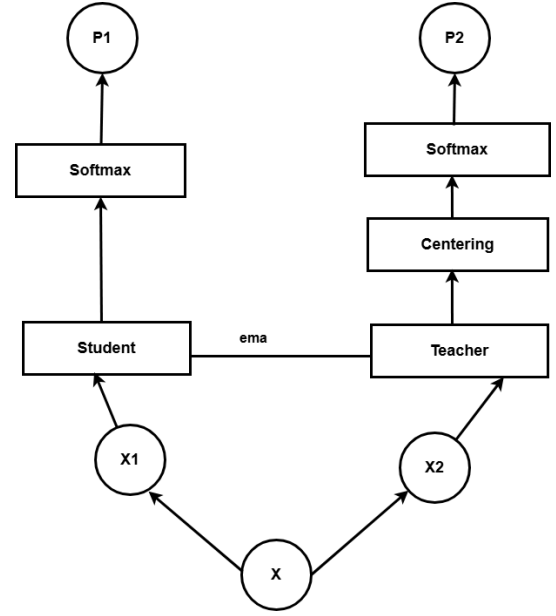 P1
P2
Softmax
Softmax
Centering
Student
ema
Teacher
X1
X2
X